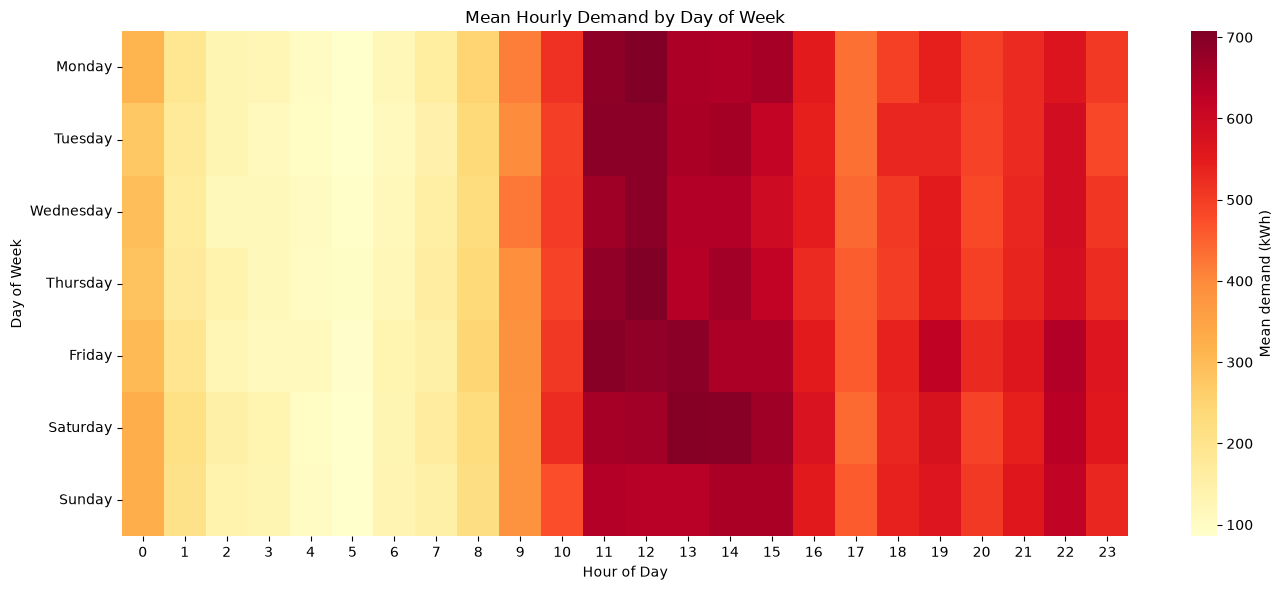 Mean Hourly Demand by Day of Week
Day of Week
Monday
Tuesday
Wednesday
Thursday
Friday
Saturday
Sunday
0 1 2 3 4 5 6 7 8 9 10 11 12 13 14 15 16 17 18 19 20 21 22 23
Hour of Day
700
600
500
400
300
200
100
Mean demand (kWh)